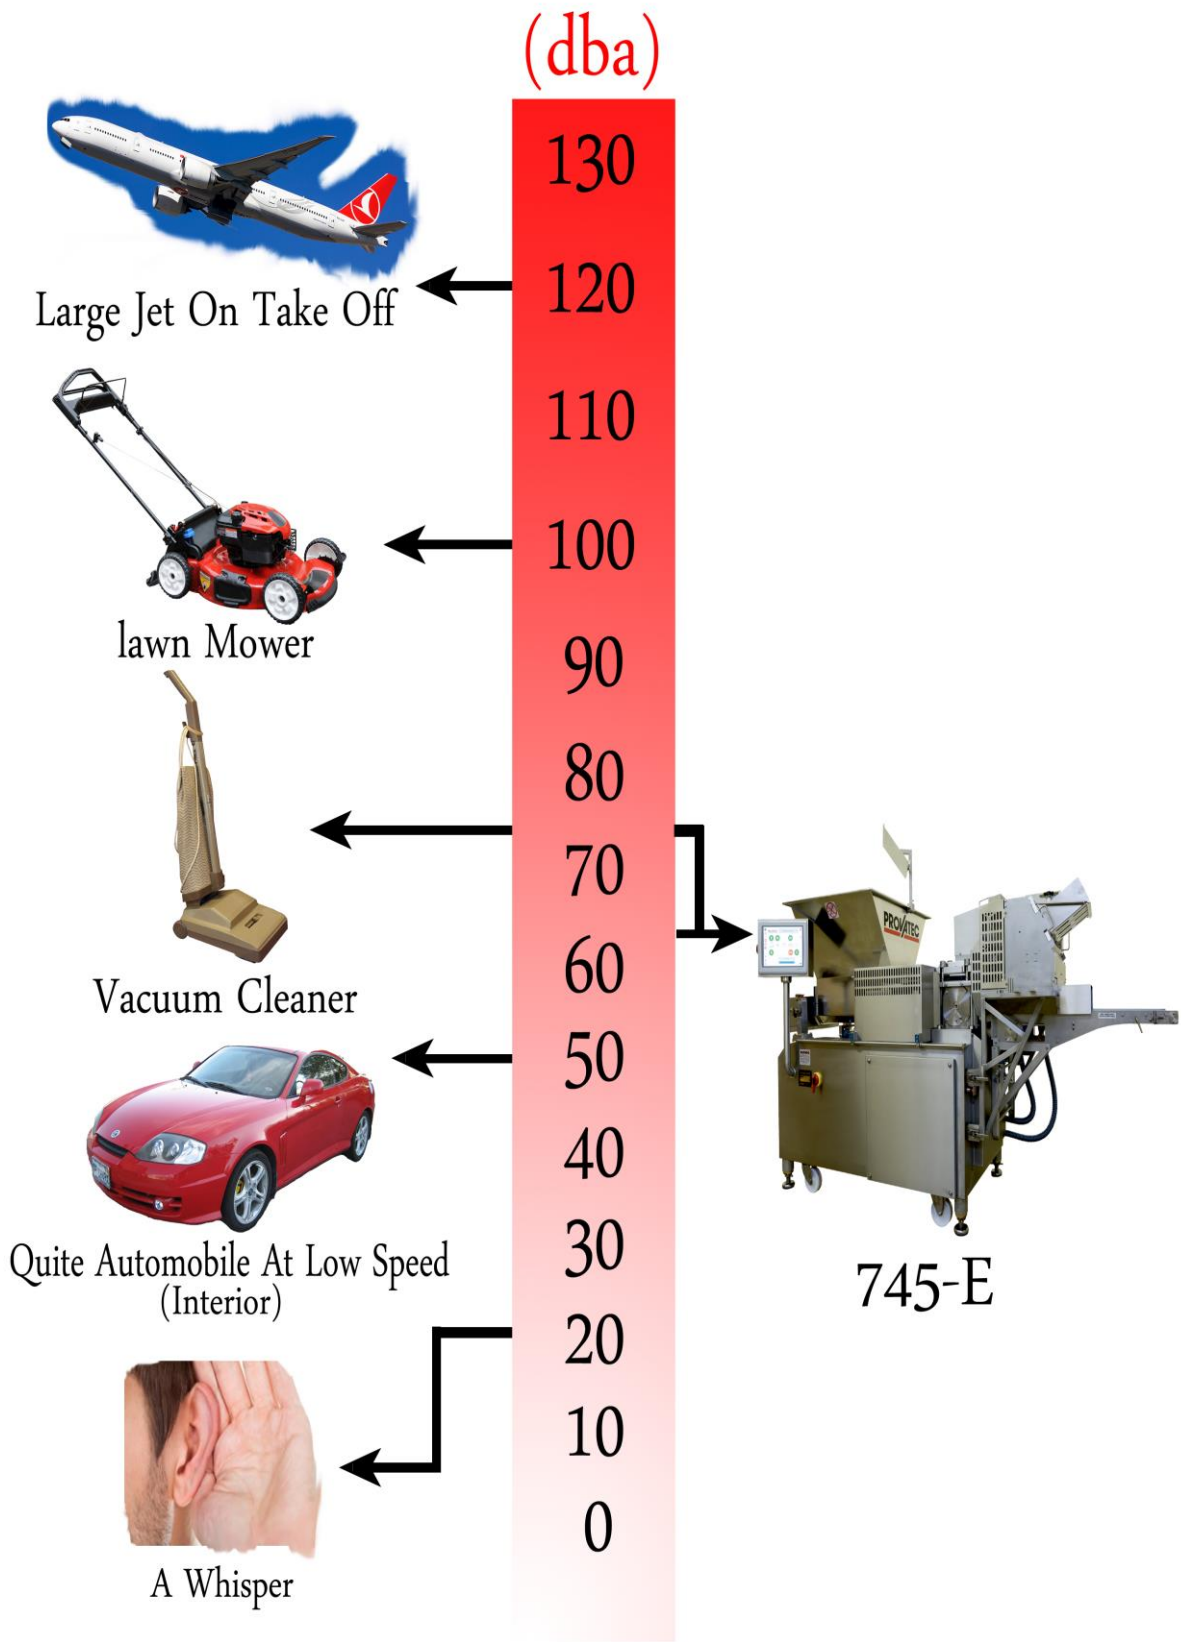 (dba)
130
120
Large Jet On Take Off
110
100
lawn Mower
90
80
70
PROVATEC
60
Vacuum Cleaner
50
40
30
Quite Automobile At Low Speed
(Interior)
745-E
20
10
0
A Whisper